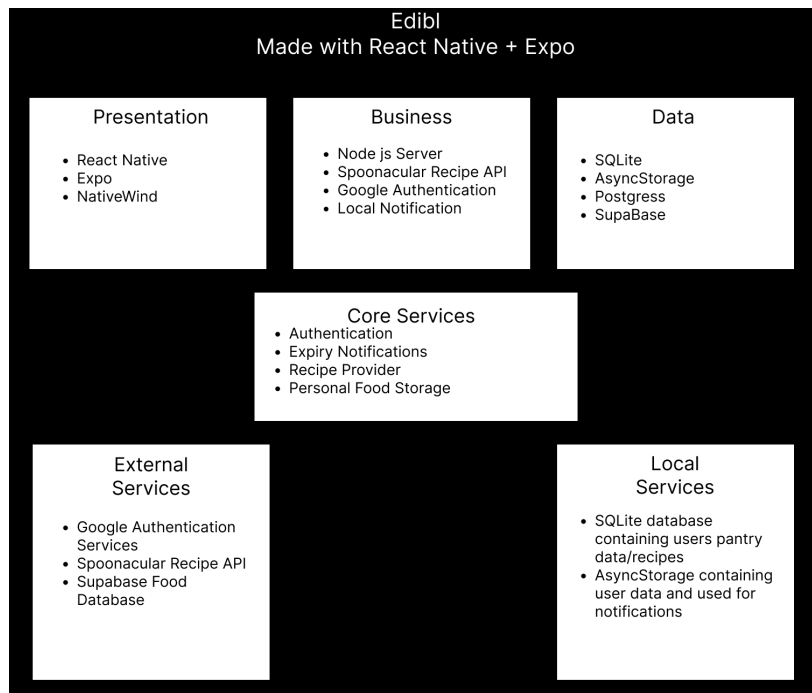 Edibl
Made with React Native + Expo
Presentation
• React Native
• Expo
• NativeWind
Business
• Node js Server
• Spoonacular Recipe API
• Google Authentication
• Local Notification
Data
• SQLite
• AsyncStorage
• Postgress
• SupaBase
Core Services
• Authentication
• Expiry Notifications
• Recipe Provider
• Personal Food Storage
External
Services
• Google Authentication
Services
• Spoonacular Recipe API
• Supabase Food
Database
Local
Services
• SQLite database
containing users pantry
data/recipes
• AsyncStorage containing
user data and used for
notifications